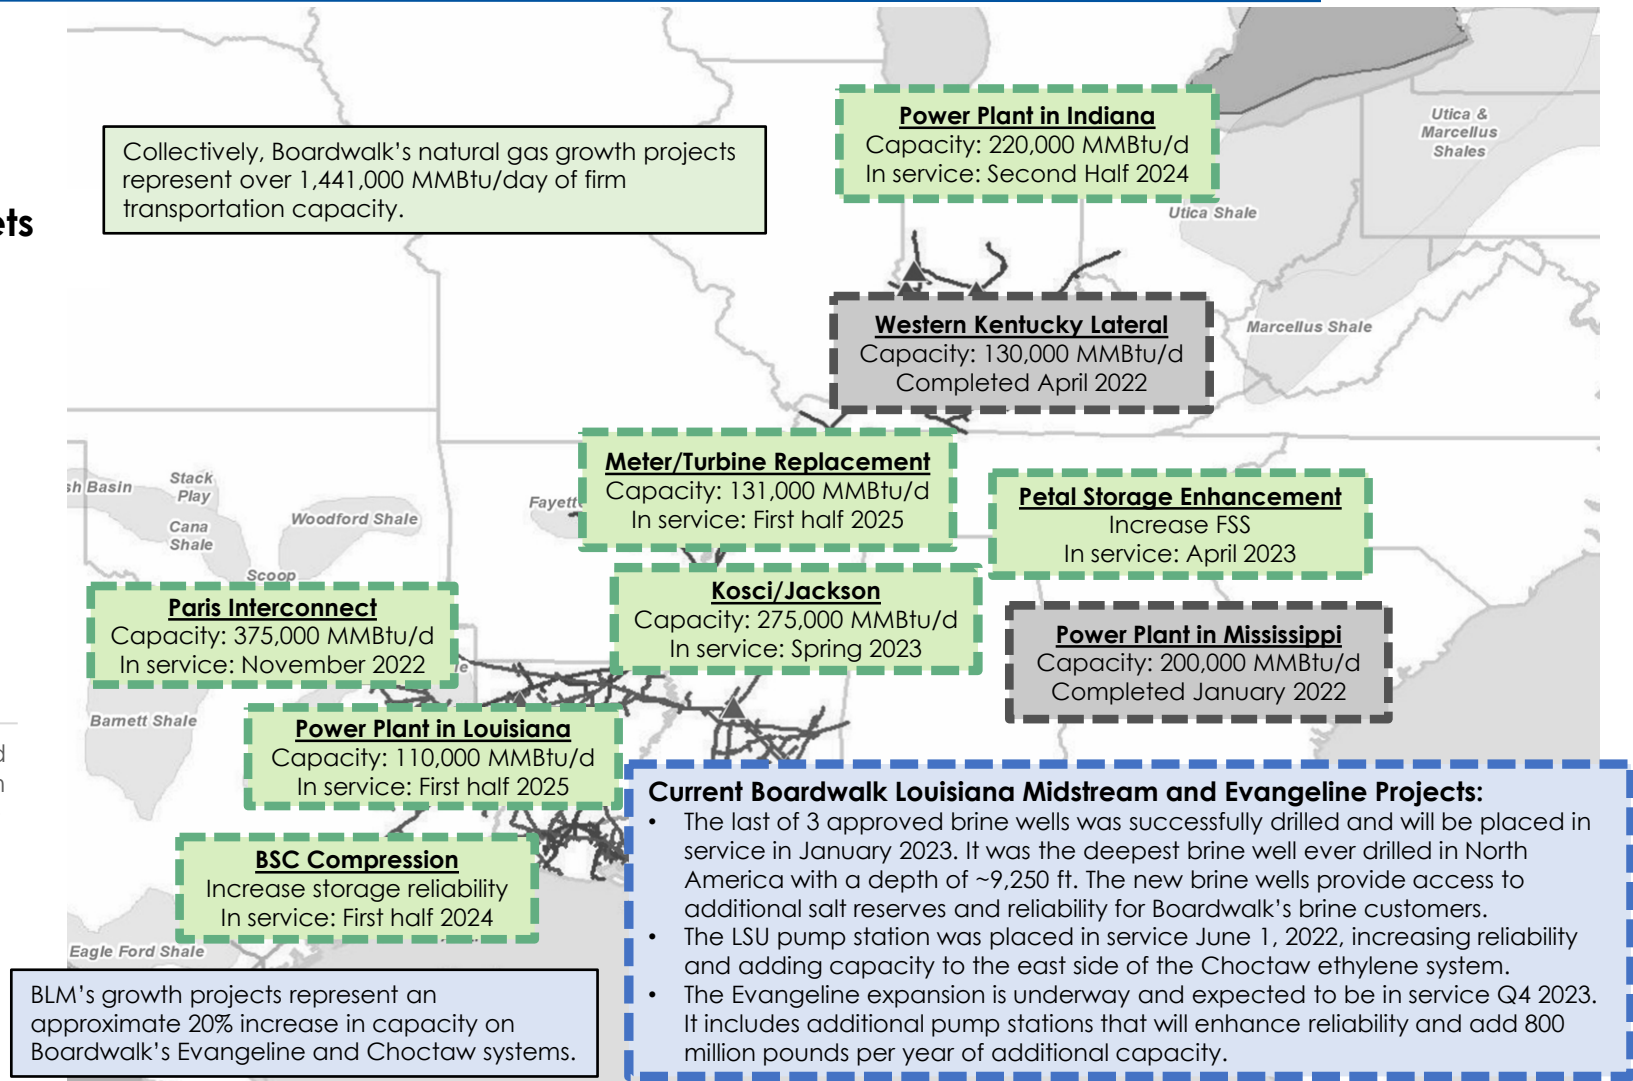 Collectively, Boardwalk’s natural gas growth projects
represent over 1,441,000 MMBtu/day of firm
transportation capacity.
Power Plant in Indiana
Capacity: 220,000 MMBtu/d
In service: Second Half 2024
Utica &
Marcellus
Shales
Utica Shale
Western Kentucky Lateral
Capacity: 130,000 MMBtu/d
Completed April 2022
Marcellus Shale
Meter/Turbine Replacement
Capacity: 131,000 MMBtu/d
In service: First half 2025
Petal Storage Enhancement
Increase FSS
In service: April 2023
sh Basin
Stack
Play
Cana
Shale
Woodford Shale
Scoop
Fayett
Paris Interconnect
Capacity: 375,000 MMBtu/d
In service: November 2022
Kosci/Jackson
Capacity: 275,000 MMBtu/d
In service: Spring 2023
Power Plant in Mississippi
Capacity: 200,000 MMBtu/d
Completed January 2022
Barnett Shale
Power Plant in Louisiana
Capacity: 110,000 MMBtu/d
In service: First half 2025
BSC Compression
Increase storage reliability
In service: First half 2024
Eagle Ford Shale
BLM’s growth projects represent an
approximate 20% increase in capacity on
Boardwalk’s Evangeline and Choctaw systems.
Current Boardwalk Louisiana Midstream and Evangeline Projects:
• The last of 3 approved brine wells was successfully drilled and will be placed in
service in January 2023. It was the deepest brine well ever drilled in North
America with a depth of ~9,250 ft. The new brine wells provide access to
additional salt reserves and reliability for Boardwalk’s brine customers.
• The LSU pump station was placed in service June 1, 2022, increasing reliability
and adding capacity to the east side of the Choctaw ethylene system.
• The Evangeline expansion is underway and expected to be in service Q4 2023.
It includes additional pump stations that will enhance reliability and add 800
million pounds per year of additional capacity.